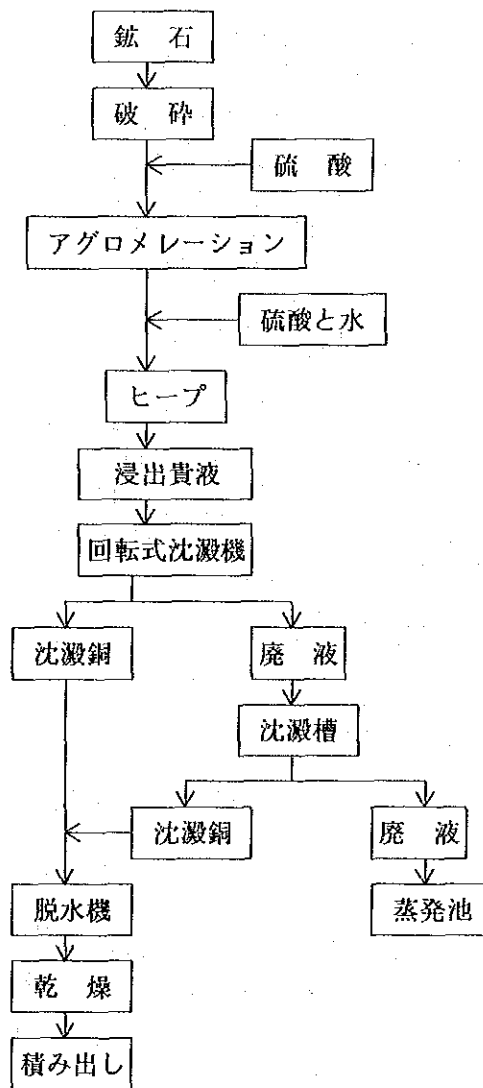 鉱 石
破 砕
硫 酸
アグロメレーション
硫酸と水
ヒープ
浸出貴液
回転式沈澱機
沈澱銅
廃 液
沈澱槽
沈澱銅
廃 液
脱水機
蒸発池
乾 燥
積み出し